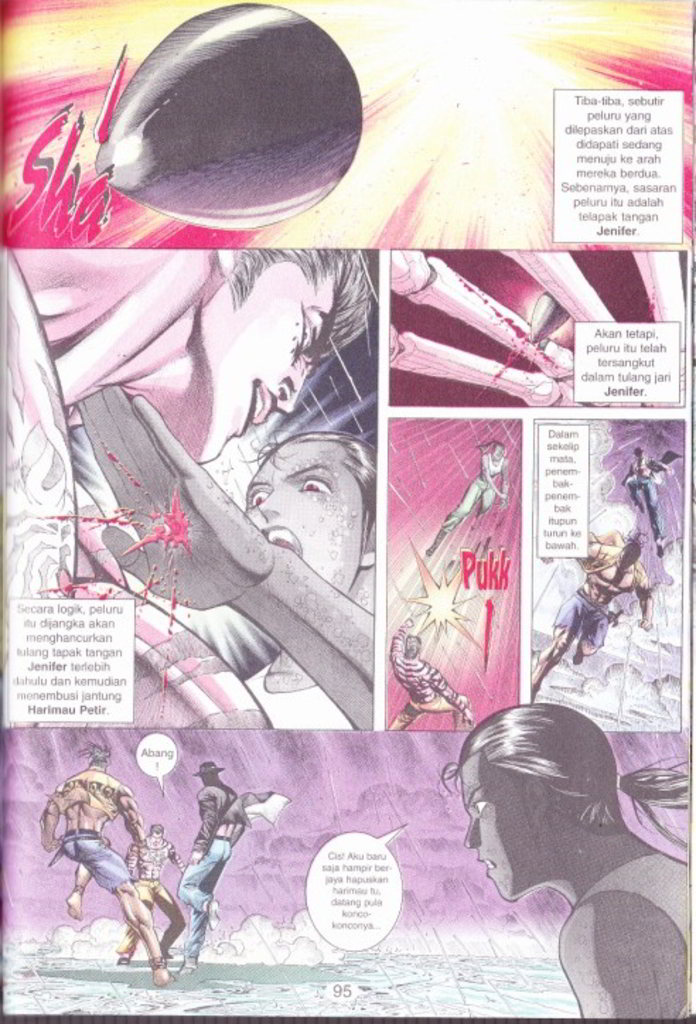 Sha
Tiba-tiba, sebutir
peluru yang
dilepaskan dari atas
didapati sedang
menuju ke arah
mereka berdua.
Sebenarnya, sasaran
peluru itu adalah
telapak tangan
Jenifer.
Akan tetapi,
peluru itu telah
tersangkut
dalam tulang jari
Jenifer.
Secara logik, peluru
itu dijangka akan
menghancurkan
tulang tapak tangan
Jenifer terlebih
dahulu dan kemudian
menembusi jantung
Harimau Petir.
Pukk
Dalam
sekelip
mata,
penem-
bak-
penem-
bak
itupun
turun ke
bawah.
Abang
!
Cis! Aku baru
saja hampir ber-
jaya hapuskan
harimau tu,
datang pula
konco-
konconya...
95